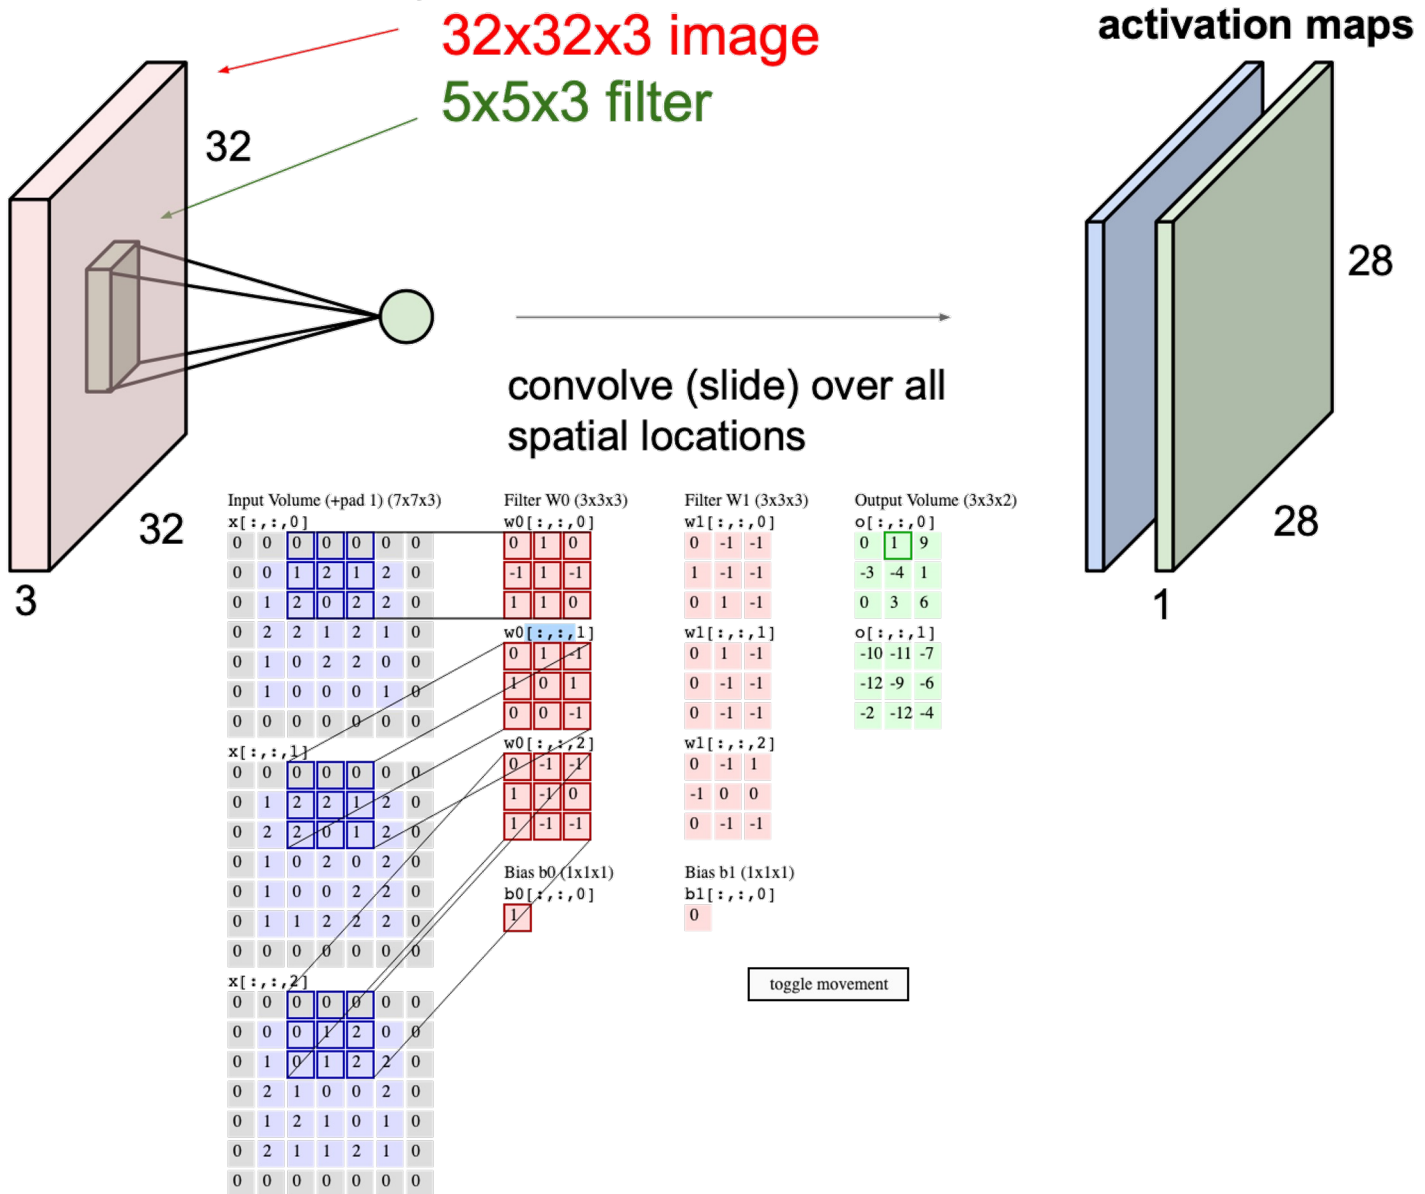 32x32x3 image
5x5x3 filter
activation maps
32
28
convolve (slide) over all
spatial locations
32
28
3
1
Input Volume (+pad 1) (7x7x3)
x[:,:,0]
0 0 0 0 0 0 0
0 0 1 2 1 2 0
0 1 2 0 2 2 0
0 2 2 1 2 1 0
0 1 0 2 2 0 0
0 1 0 0 0 1 0
0 0 0 0 0 0 0
x[:,:,1]
0 0 0 0 0 0 0
0 1 2 2 1 2 0
0 2 2 0 1 2 0
0 1 0 2 0 2 0
0 1 0 0 2 2 0
0 1 1 2 2 2 0
0 0 0 0 0 0 0
x[:,:,2]
0 0 0 0 0 0 0
0 0 0 1 2 0 0
0 1 0 1 2 2 0
0 2 1 0 0 2 0
0 1 2 1 0 1 0
0 2 1 1 2 1 0
0 0 0 0 0 0 0
Filter W0 (3x3x3)
w0[:,:,0]
0 1 0
-1 1 -1
1 1 0
w0[:,:,1]
0 1 -1
1 0 1
0 0 -1
w0[:,:,2]
0 -1 -1
1 -1 0
1 -1 -1
Bias b0 (1x1x1)
b0[:,:,0]
1
Filter W1 (3x3x3)
w1[:,:,0]
0 -1 -1
1 -1 -1
0 1 -1
w1[:,:,1]
0 1 -1
0 -1 -1
0 -1 -1
w1[:,:,2]
0 -1 1
-1 0 0
0 -1 -1
Bias b1 (1x1x1)
b1[:,:,0]
0
Output Volume (3x3x2)
o[:,:,0]
0 1 9
-3 -4 1
0 3 6
o[:,:,1]
-10 -11 -7
-12 -9 -6
-2 -12 -4
toggle movement